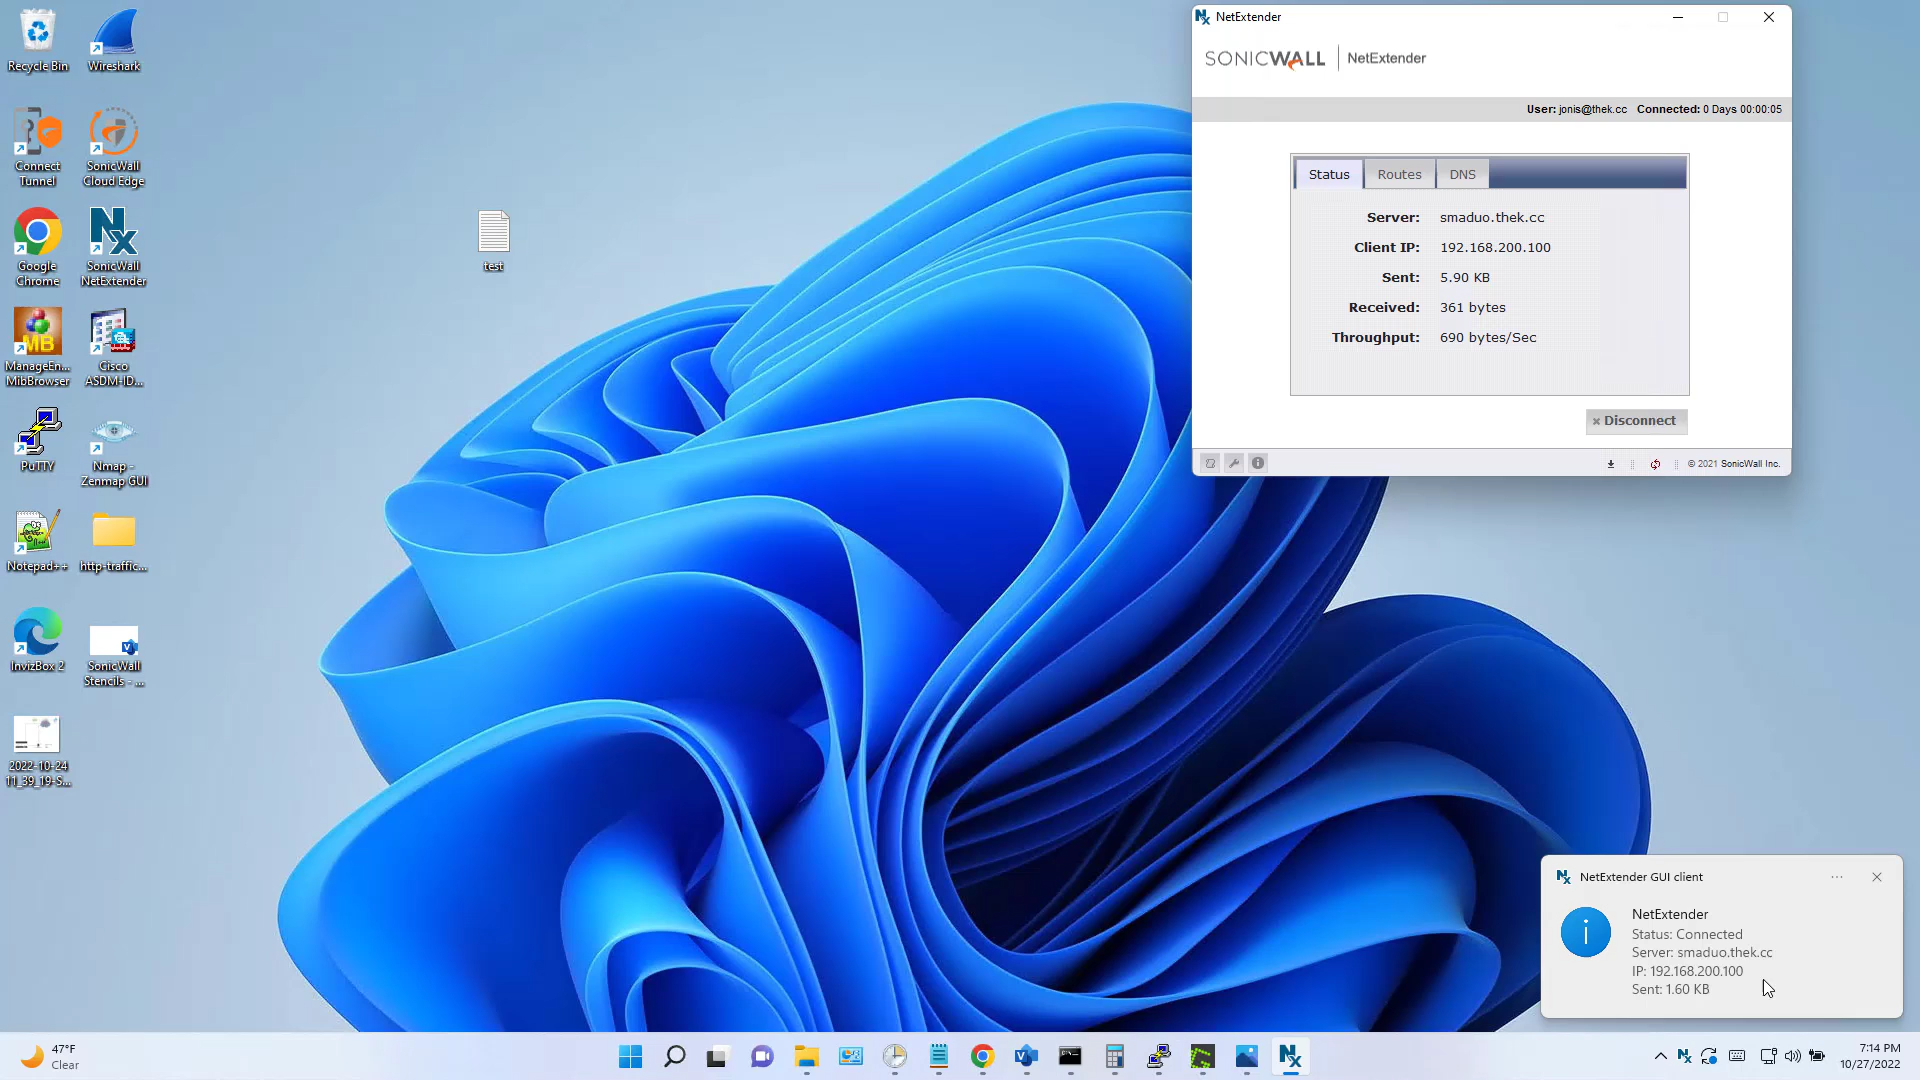 Recycle Bin
Wireshark
Connect
Tunnel
SonicWall
Cloud Edge
Google
Chrome
SonicWall
NetExtender
MB
ManageEn...
MibBrowser
Cisco
ASDM-ID...
PuTTY
Nmap -
Zenmap GUI
Notepad++
http-traffic...
InvizBox 2
SonicWall
Stencils - ...
2022-10-24
11_39_19-S...
test
NetExtender
SONICWALL | NetExtender
User: jonis@thek.cc Connected: 0 Days 00:00:05
Status Routes DNS
Server: smaduo.thek.cc
Client IP: 192.168.200.100
Sent: 5.90 KB
Received: 361 bytes
Throughput: 690 bytes/Sec
Disconnect
© 2021 SonicWall Inc.
NetExtender GUI client
NetExtender
Status: Connected
Server: smaduo.thek.cc
IP: 192.168.200.100
Sent: 1.60 KB
47°F
Clear
7:14 PM
10/27/2022